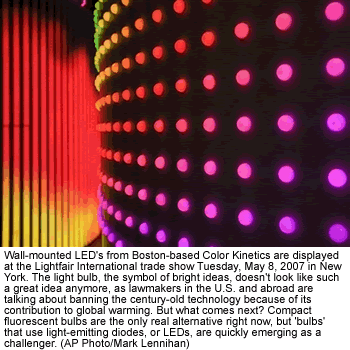 Wall-mounted LED's from Boston-based Color Kinetics are displayed
at the Lightfair International trade show Tuesday, May 8, 2007 in New
York. The light bulb, the symbol of bright ideas, doesn't look like such
a great idea anymore, as lawmakers in the U.S. and abroad are
talking about banning the century-old technology because of its
contribution to global warming. But what comes next? Compact
fluorescent bulbs are the only real alternative right now, but 'bulbs'
that use light-emitting diodes, or LEDs, are quickly emerging as a
challenger. (AP Photo/Mark Lennihan)